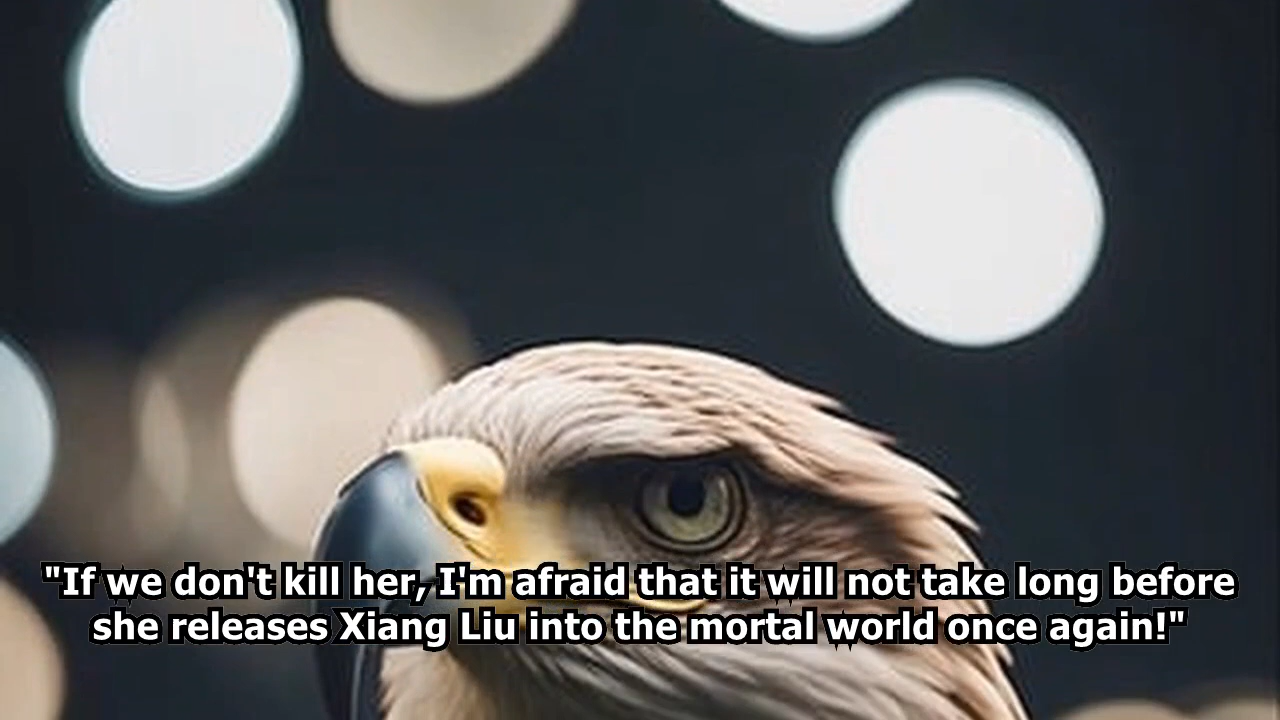 "If we don't kill her, I'm afraid that it will not take long before
she releases Xiang Liu into the mortal world once again!"